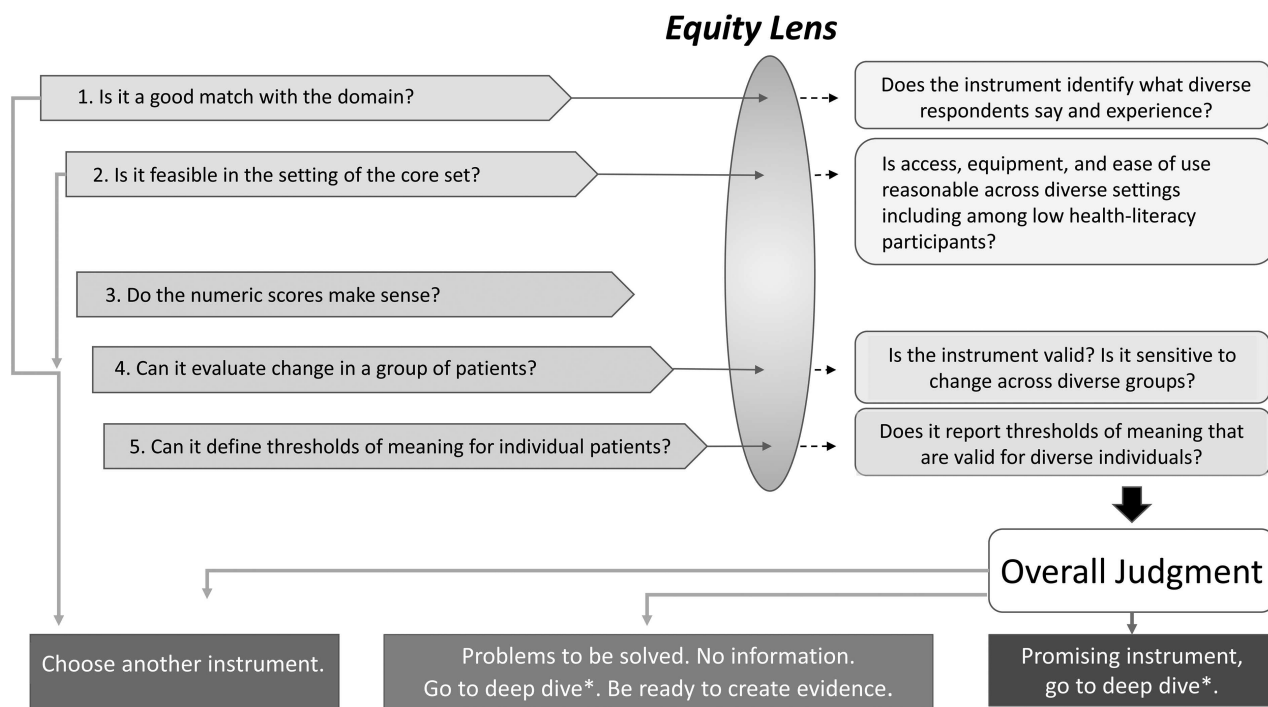 Equity Lens
1. Is it a good match with the domain?
Does the instrument identify what diverse
respondents say and experience?
2. Is it feasible in the setting of the core set?
Is access, equipment, and ease of use
reasonable across diverse settings
including among low health-literacy
participants?
3. Do the numeric scores make sense?
4. Can it evaluate change in a group of patients?
Is the instrument valid? Is it sensitive to
change across diverse groups?
5. Can it define thresholds of meaning for individual patients?
Does it report thresholds of meaning that
are valid for diverse individuals?
Overall Judgment
Choose another instrument.
Problems to be solved. No information.
Go to deep dive*. Be ready to create evidence.
Promising instrument,
go to deep dive*.